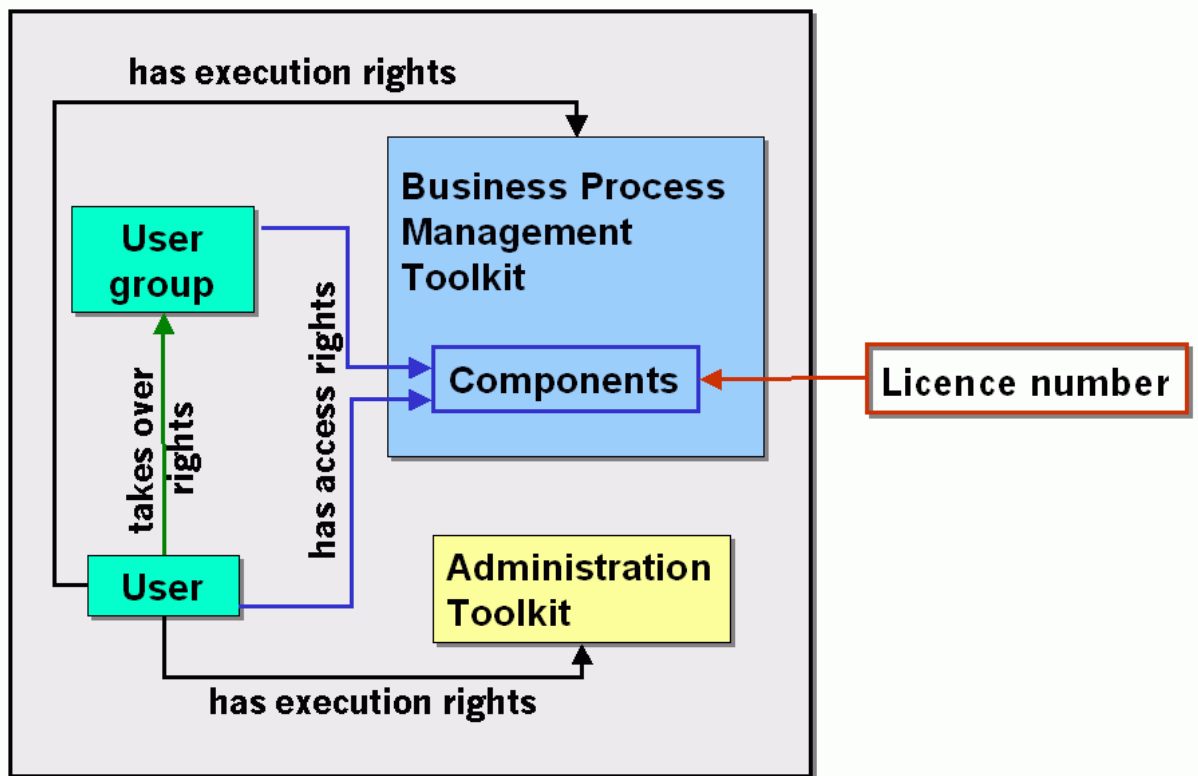 has execution rights
Business Process
Management
Toolkit
User
group
has access rights
Components
Licence number
takes over
rights
User
Administration
Toolkit
has execution rights